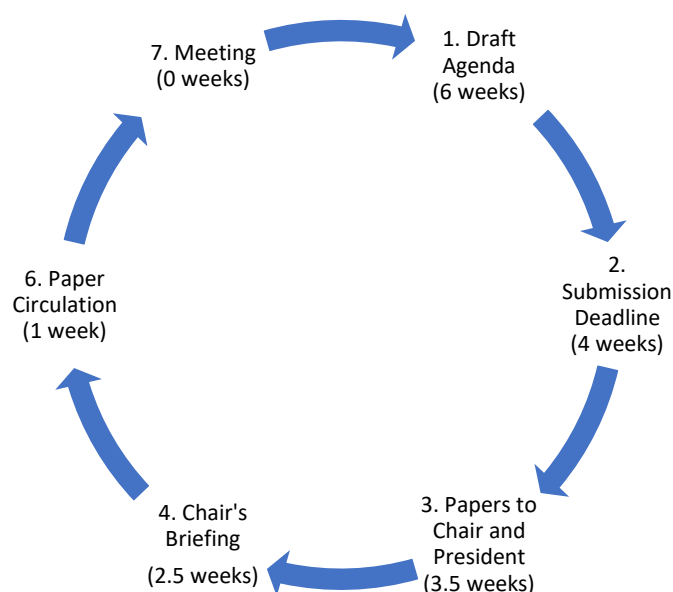 1. Draft
Agenda
(6 weeks)
2.
Submission
Deadline
(4 weeks)
3. Papers to
Chair and
President
(3.5 weeks)
4. Chair's
Briefing
(2.5 weeks)
6. Paper
Circulation
(1 week)
7. Meeting
(0 weeks)